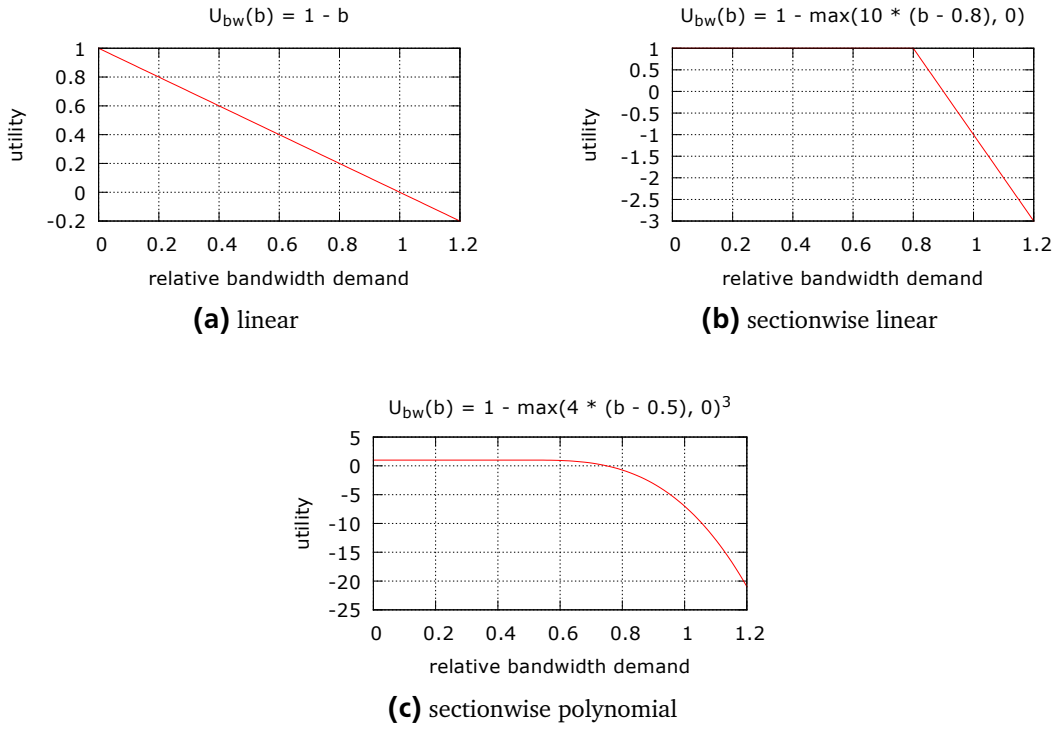 U_bw(b) = 1 - b
1
0.8
0.6
0.4
0.2
0
-0.2
utility
0 0.2 0.4 0.6 0.8 1 1.2
relative bandwidth demand
(a) linear
U_bw(b) = 1 - max(10 * (b - 0.8), 0)
1
0.5
0
-0.5
-1
-1.5
-2
-2.5
-3
utility
0 0.2 0.4 0.6 0.8 1 1.2
relative bandwidth demand
(b) sectionwise linear
U_bw(b) = 1 - max(4 * (b - 0.5), 0)³
5
0
-5
-10
-15
-20
-25
utility
0 0.2 0.4 0.6 0.8 1 1.2
relative bandwidth demand
(c) sectionwise polynomial